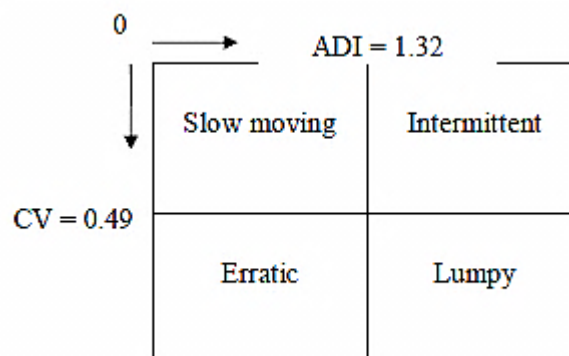 0
ADI = 1.32
Slow moving
Intermittent
CV = 0.49
Erratic
Lumpy